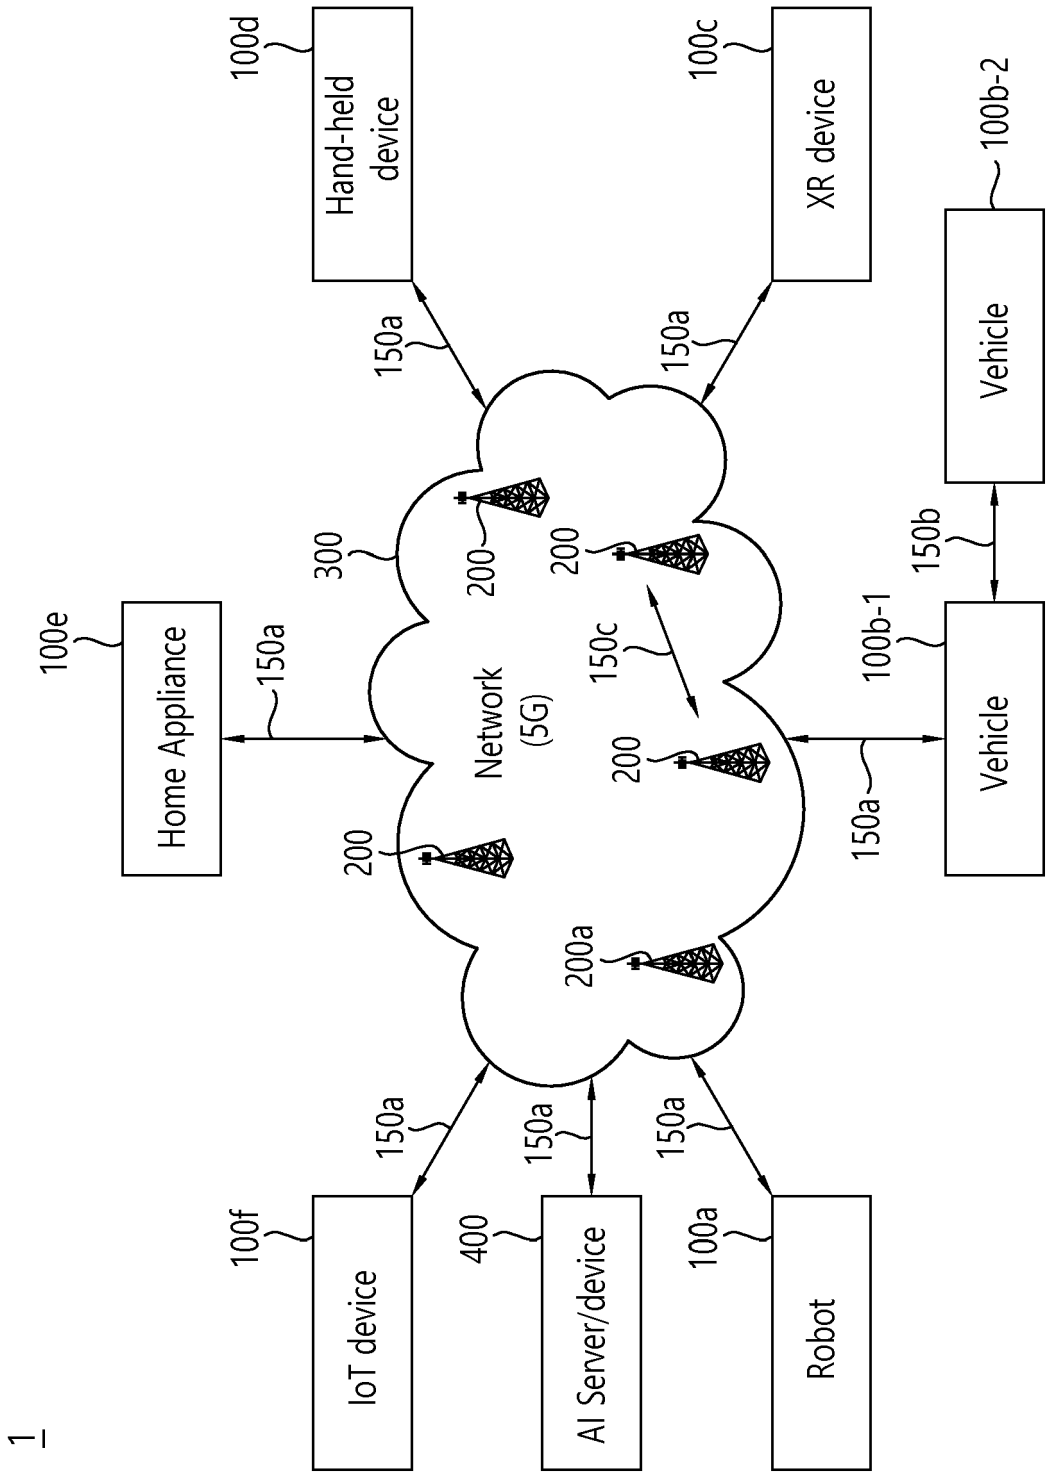 1
100e
Home Appliance
150a
100f
IoT device
150a
300
100d
Hand-held
device
150a
200
200
Network
(5G)
400
AI Server/device
150a
200a
200
150c
200
100a
Robot
150a
100c
XR device
150a
150a
100b-1
Vehicle
150b
100b-2
Vehicle